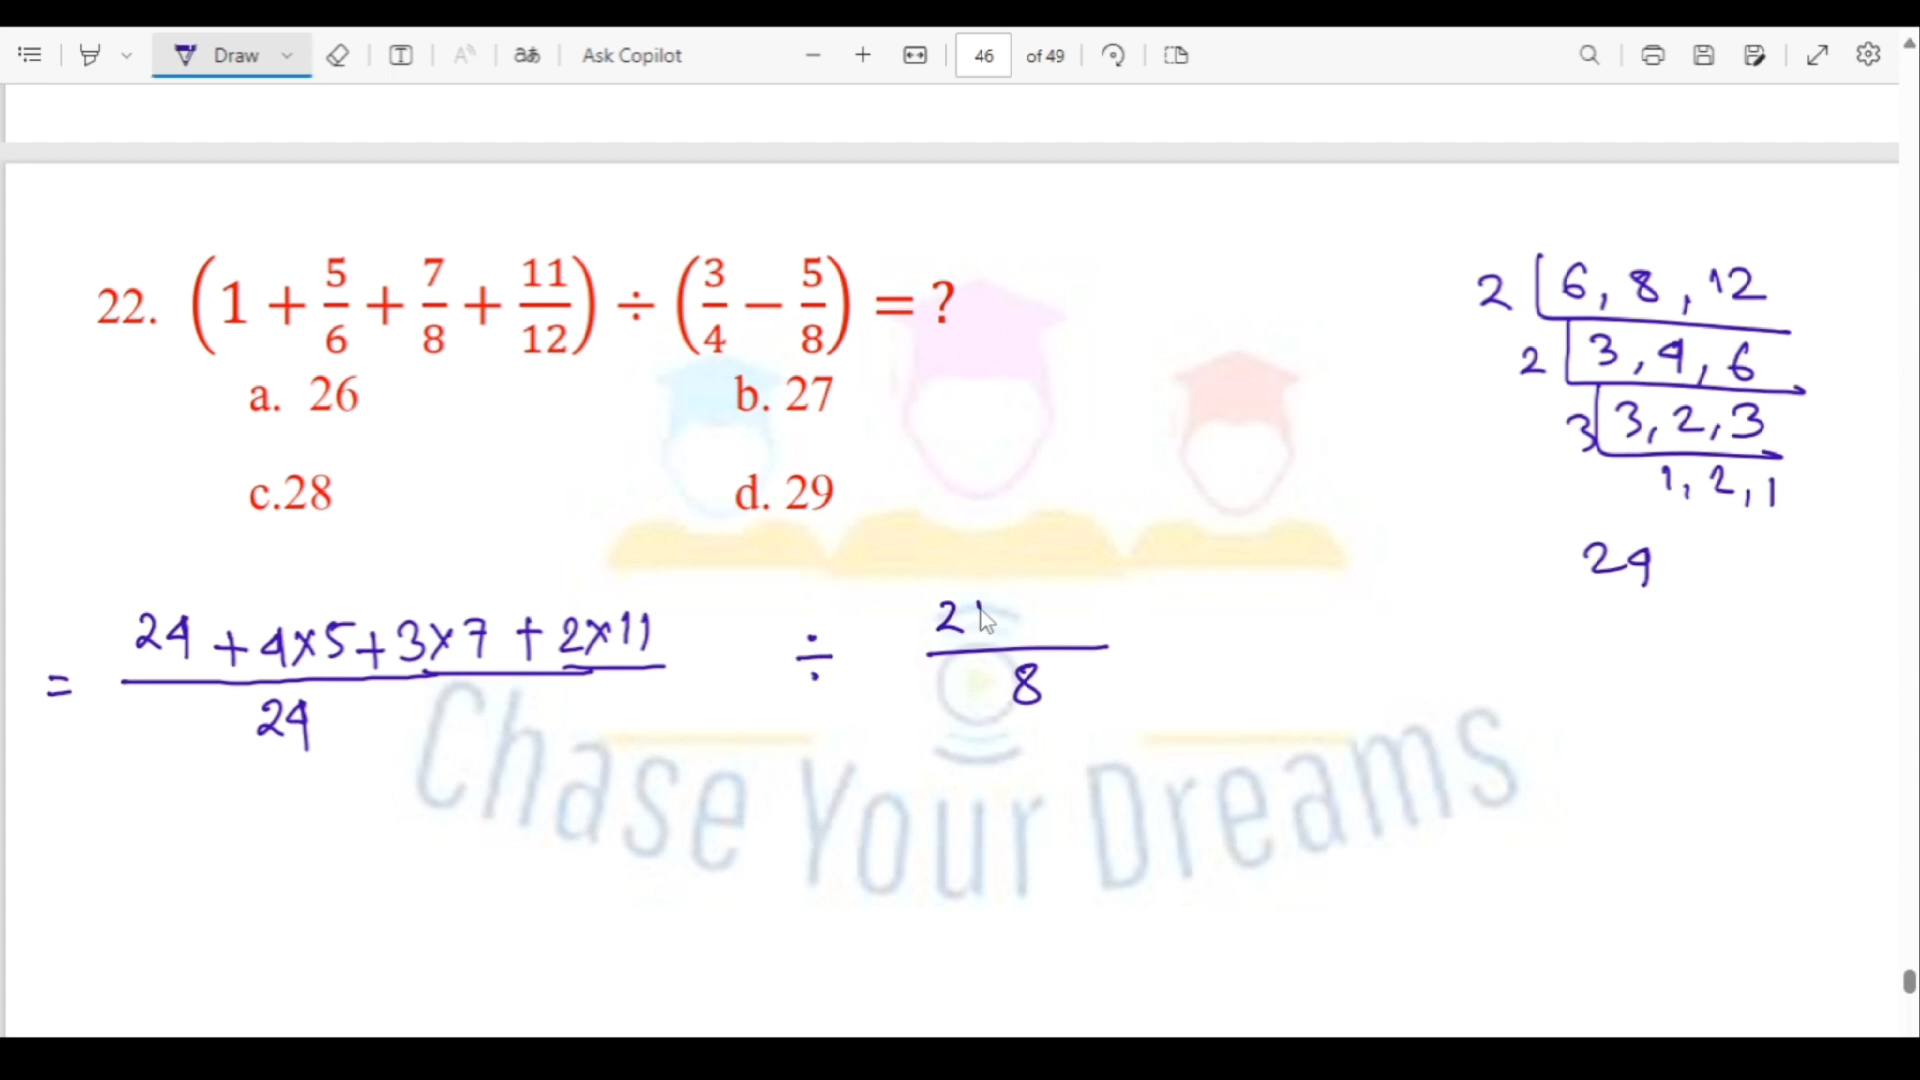 Draw aあ Ask Copilot 46 of 49
22. (1 + 5/6 + 7/8 + 11/12) ÷ (3/4 − 5/8) = ?
a. 26 b. 27
c.28 d. 29
2 6, 8, 12
2 3, 4, 6
3 3, 2, 3
1, 2, 1
24
= (24 + 4×5 + 3×7 + 2×11)/24 ÷ 2/8
Chase Your Dreams